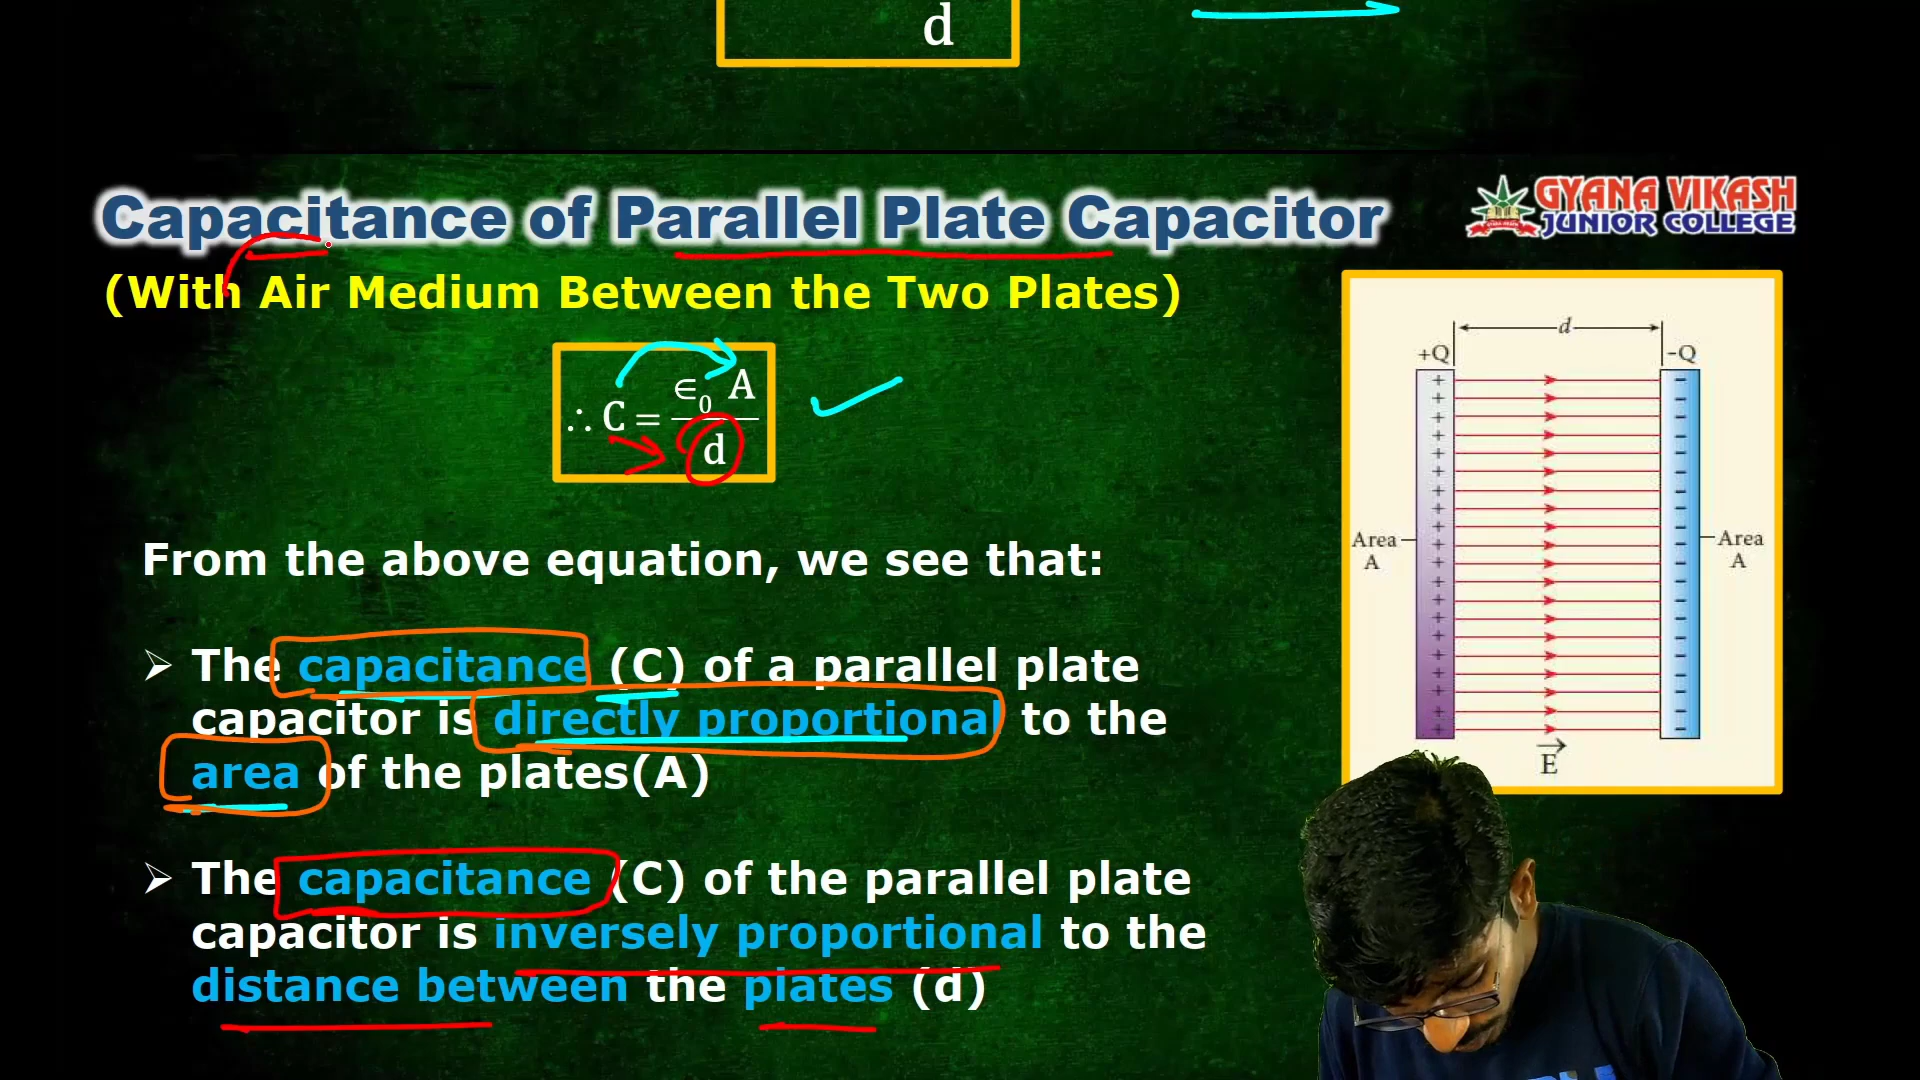 d
Capacitance of Parallel Plate Capacitor
GYANA VIKASH
JUNIOR COLLEGE
(With Air Medium Between the Two Plates)
∴ C = ∈₀ A / d
From the above equation, we see that:
➢ The capacitance (C) of a parallel plate
capacitor is directly proportional to the
area of the plates(A)
➢ The capacitance (C) of the parallel plate
capacitor is inversely proportional to the
distance between the plates (d)
d
+Q
-Q
Area
A
Area
A
E